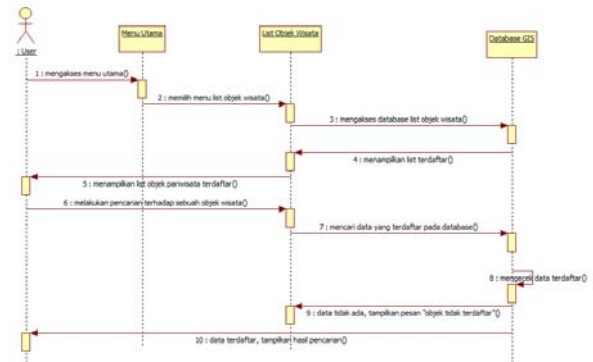 : User
Menu Utama
List Objek Wisata
Database GIS
1 : mengakses menu utama()
2 : memilih menu list objek wisata()
3 : mengakses database list objek wisata()
4 : menampilkan list terdaftar()
5 : menampilkan list objek pariwisata terdaftar()
6 : melakukan pencarian terhadap sebuah objek wisata()
7 : mencari data yang terdaftar pada database()
8 : mengecek data terdaftar()
9 : data tidak ada, tampilkan pesan "objek tidak terdaftar"()
10 : data terdaftar, tampilkan hasil pencarian()